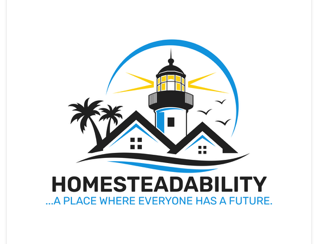 HOMESTEADABILITY
...A PLACE WHERE EVERYONE HAS A FUTURE.